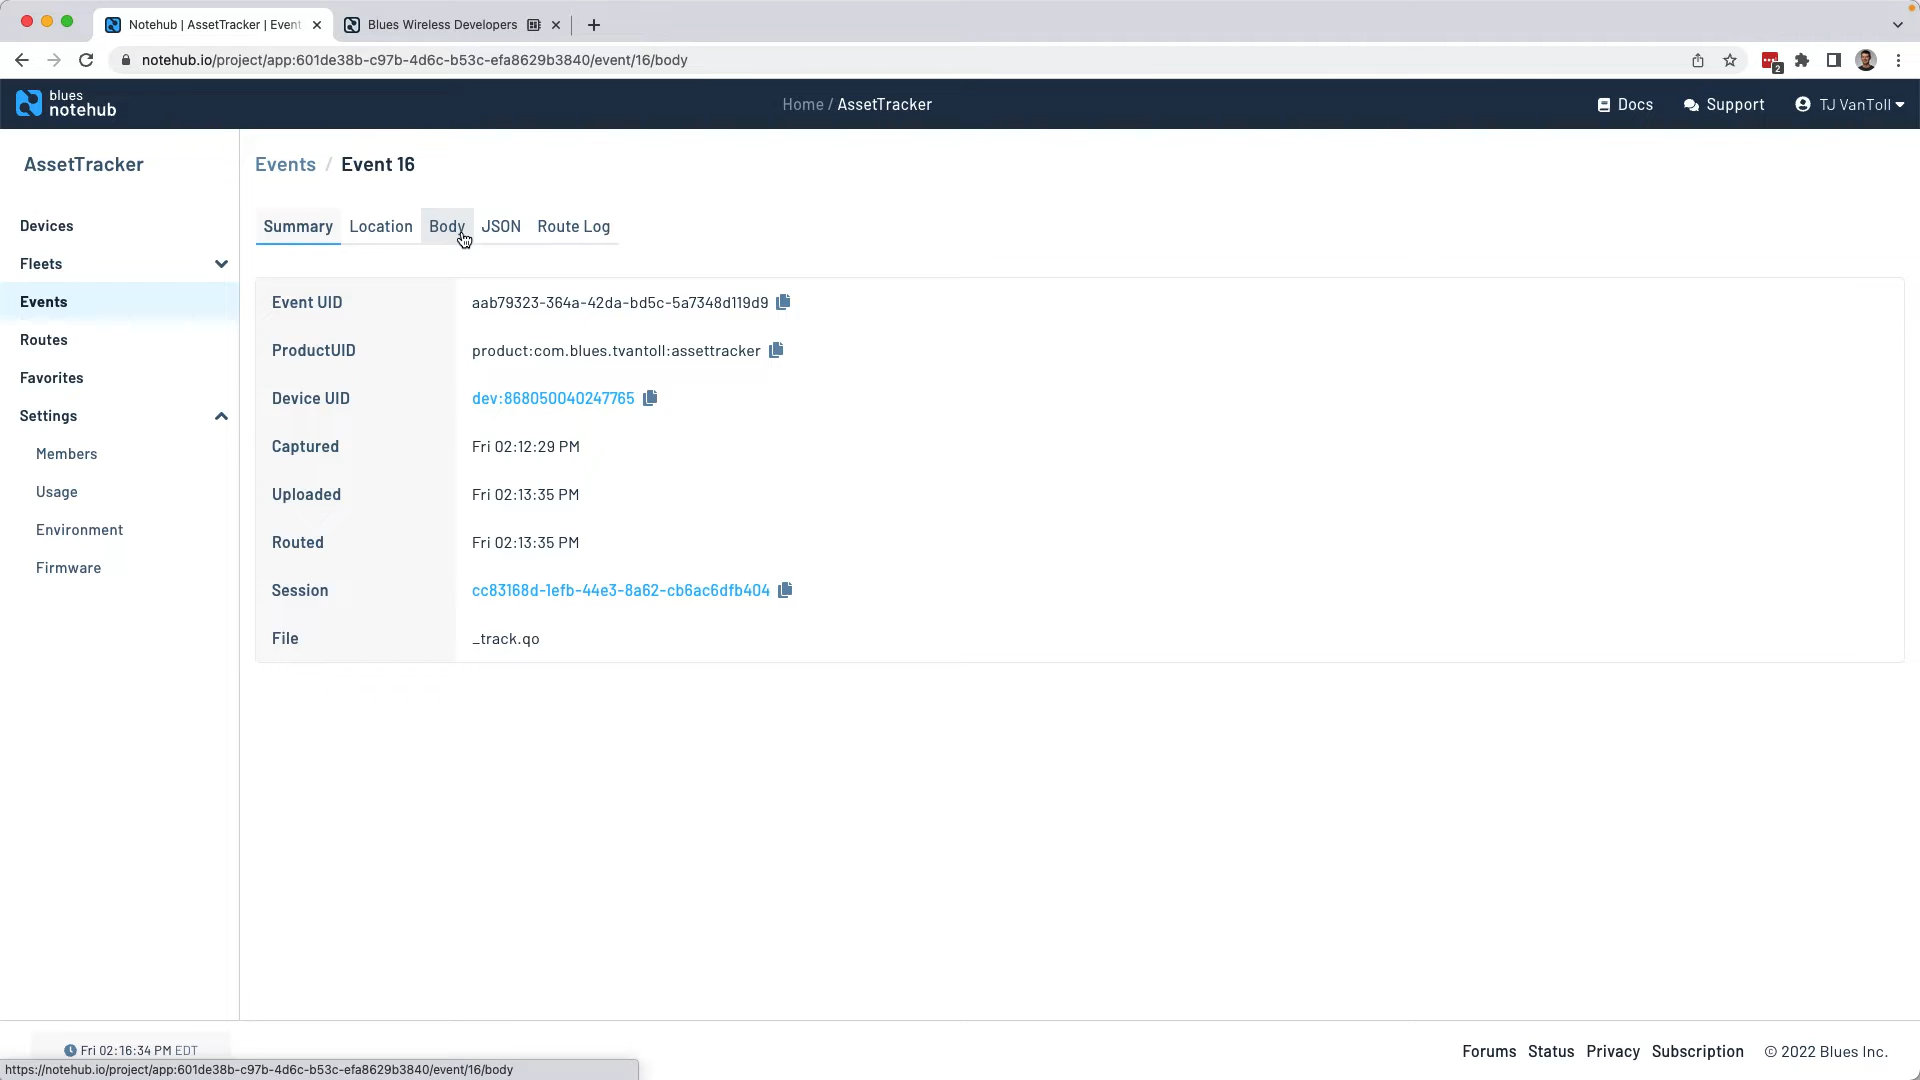 Notehub | AssetTracker | Event
Blues Wireless Developers
notehub.io/project/app:601de38b-c97b-4d6c-b53c-efa8629b3840/event/16/body
2
blues
notehub
Home / AssetTracker
Docs
Support
TJ VanToll
AssetTracker
Devices
Fleets
Events
Routes
Favorites
Settings
Members
Usage
Environment
Firmware
Events / Event 16
Summary Location Body JSON Route Log
Event UID aab79323-364a-42da-bd5c-5a7348d119d9
ProductUID product:com.blues.tvantoll:assettracker
Device UID dev:868050040247765
Captured Fri 02:12:29 PM
Uploaded Fri 02:13:35 PM
Routed Fri 02:13:35 PM
Session cc83168d-1efb-44e3-8a62-cb6ac6dfb404
File _track.qo
Fri 02:16:34 PM EDT
Forums Status Privacy Subscription © 2022 Blues Inc.
https://notehub.io/project/app:601de38b-c97b-4d6c-b53c-efa8629b3840/event/16/body